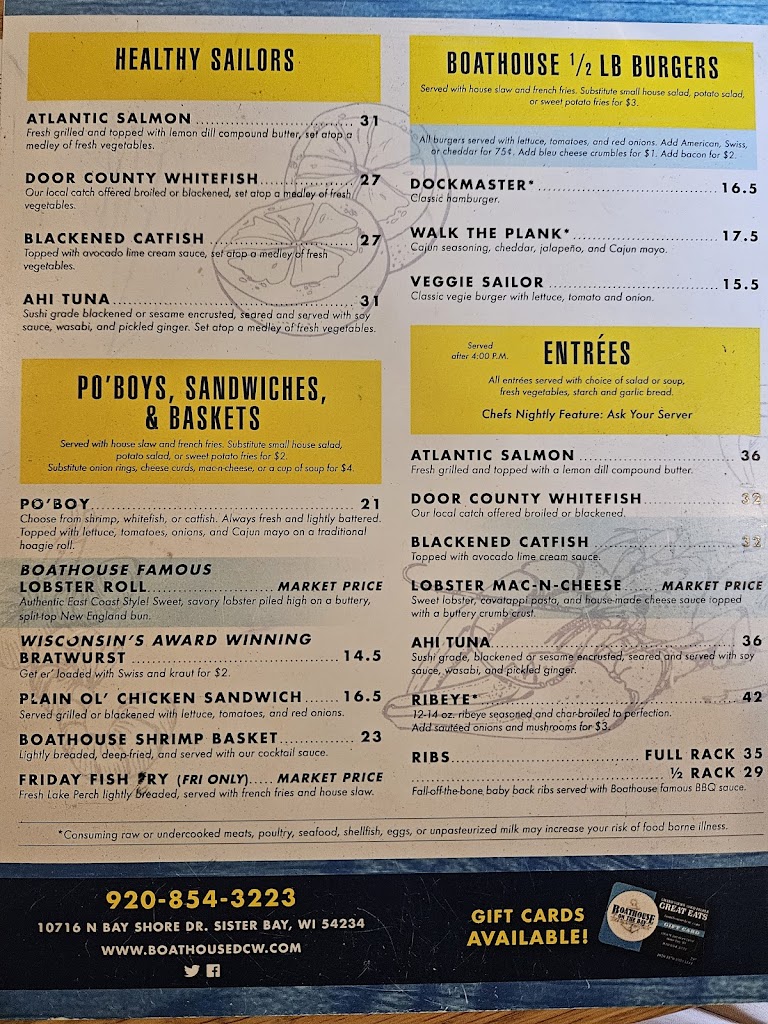 HEALTHY SAILORS
ATLANTIC SALMON 31
Fresh grilled and topped with lemon dill compound butter, set atop a
medley of fresh vegetables.
DOOR COUNTY WHITEFISH 27
Our local catch offered broiled or blackened, set atop a medley of fresh
vegetables.
BLACKENED CATFISH 27
Topped with avocado lime cream sauce, set atop a medley of fresh
vegetables.
AHI TUNA 31
Sushi grade blackened or sesame encrusted, seared and served with soy
sauce, wasabi, and pickled ginger. Set atop a medley of fresh vegetables.
PO'BOYS, SANDWICHES,
& BASKETS
Served with house slaw and french fries. Substitute small house salad,
potato salad, or sweet potato fries for $2.
Substitute onion rings, cheese curds, mac-n-cheese, or a cup of soup for $4.
PO'BOY 21
Choose from shrimp, whitefish, or catfish. Always fresh and lightly battered.
Topped with lettuce, tomatoes, onions, and Cajun mayo on a traditional
hoagie roll.
BOATHOUSE FAMOUS
LOBSTER ROLL MARKET PRICE
Authentic East Coast Style! Sweet, savory lobster piled high on a buttery,
split-top New England bun.
WISCONSIN'S AWARD WINNING
BRATWURST 14.5
Get er' loaded with Swiss and kraut for $2.
PLAIN OL' CHICKEN SANDWICH 16.5
Served grilled or blackened with lettuce, tomatoes, and red onions.
BOATHOUSE SHRIMP BASKET 23
Lightly breaded, deep-fried, and served with our cocktail sauce.
FRIDAY FISH FRY (FRI ONLY) MARKET PRICE
Fresh Lake Perch lightly breaded, served with french fries and house slaw.
BOATHOUSE 1/2 LB BURGERS
Served with house slaw and french fries. Substitute small house salad, potato salad,
or sweet potato fries for $3.
All burgers served with lettuce, tomatoes, and red onions. Add American, Swiss,
or cheddar for 75¢. Add bleu cheese crumbles for $1. Add bacon for $2.
DOCKMASTER* 16.5
Classic hamburger.
WALK THE PLANK* 17.5
Cajun seasoning, cheddar, jalapeño, and Cajun mayo.
VEGGIE SAILOR 15.5
Classic vegie burger with lettuce, tomato and onion.
Served
after 4:00 P.M.
ENTRÉES
All entrées served with choice of salad or soup,
fresh vegetables, starch and garlic bread.
Chefs Nightly Feature: Ask Your Server
ATLANTIC SALMON 36
Fresh grilled and topped with a lemon dill compound butter.
DOOR COUNTY WHITEFISH 32
Our local catch offered broiled or blackened.
BLACKENED CATFISH 32
Topped with avocado lime cream sauce.
LOBSTER MAC-N-CHEESE MARKET PRICE
Sweet lobster, cavatappi pasta, and house-made cheese sauce topped
with a buttery crumb crust.
AHI TUNA 36
Sushi grade, blackened or sesame encrusted, seared and served with soy
sauce, wasabi, and pickled ginger.
RIBEYE* 42
12-14 oz. ribeye seasoned and char-broiled to perfection.
Add sautéed onions and mushrooms for $3.
RIBS FULL RACK 35
½ RACK 29
Fall-off-the-bone baby back ribs served with Boathouse famous BBQ sauce.
*Consuming raw or undercooked meats, poultry, seafood, shellfish, eggs, or unpasteurized milk may increase your risk of food borne illness.
920-854-3223
10716 N BAY SHORE DR. SISTER BAY, WI 54234
WWW.BOATHOUSEDCW.COM
GIFT CARDS
AVAILABLE!
BOATHOUSE
ON THE BAY
GREAT EATS
GIFT CARD